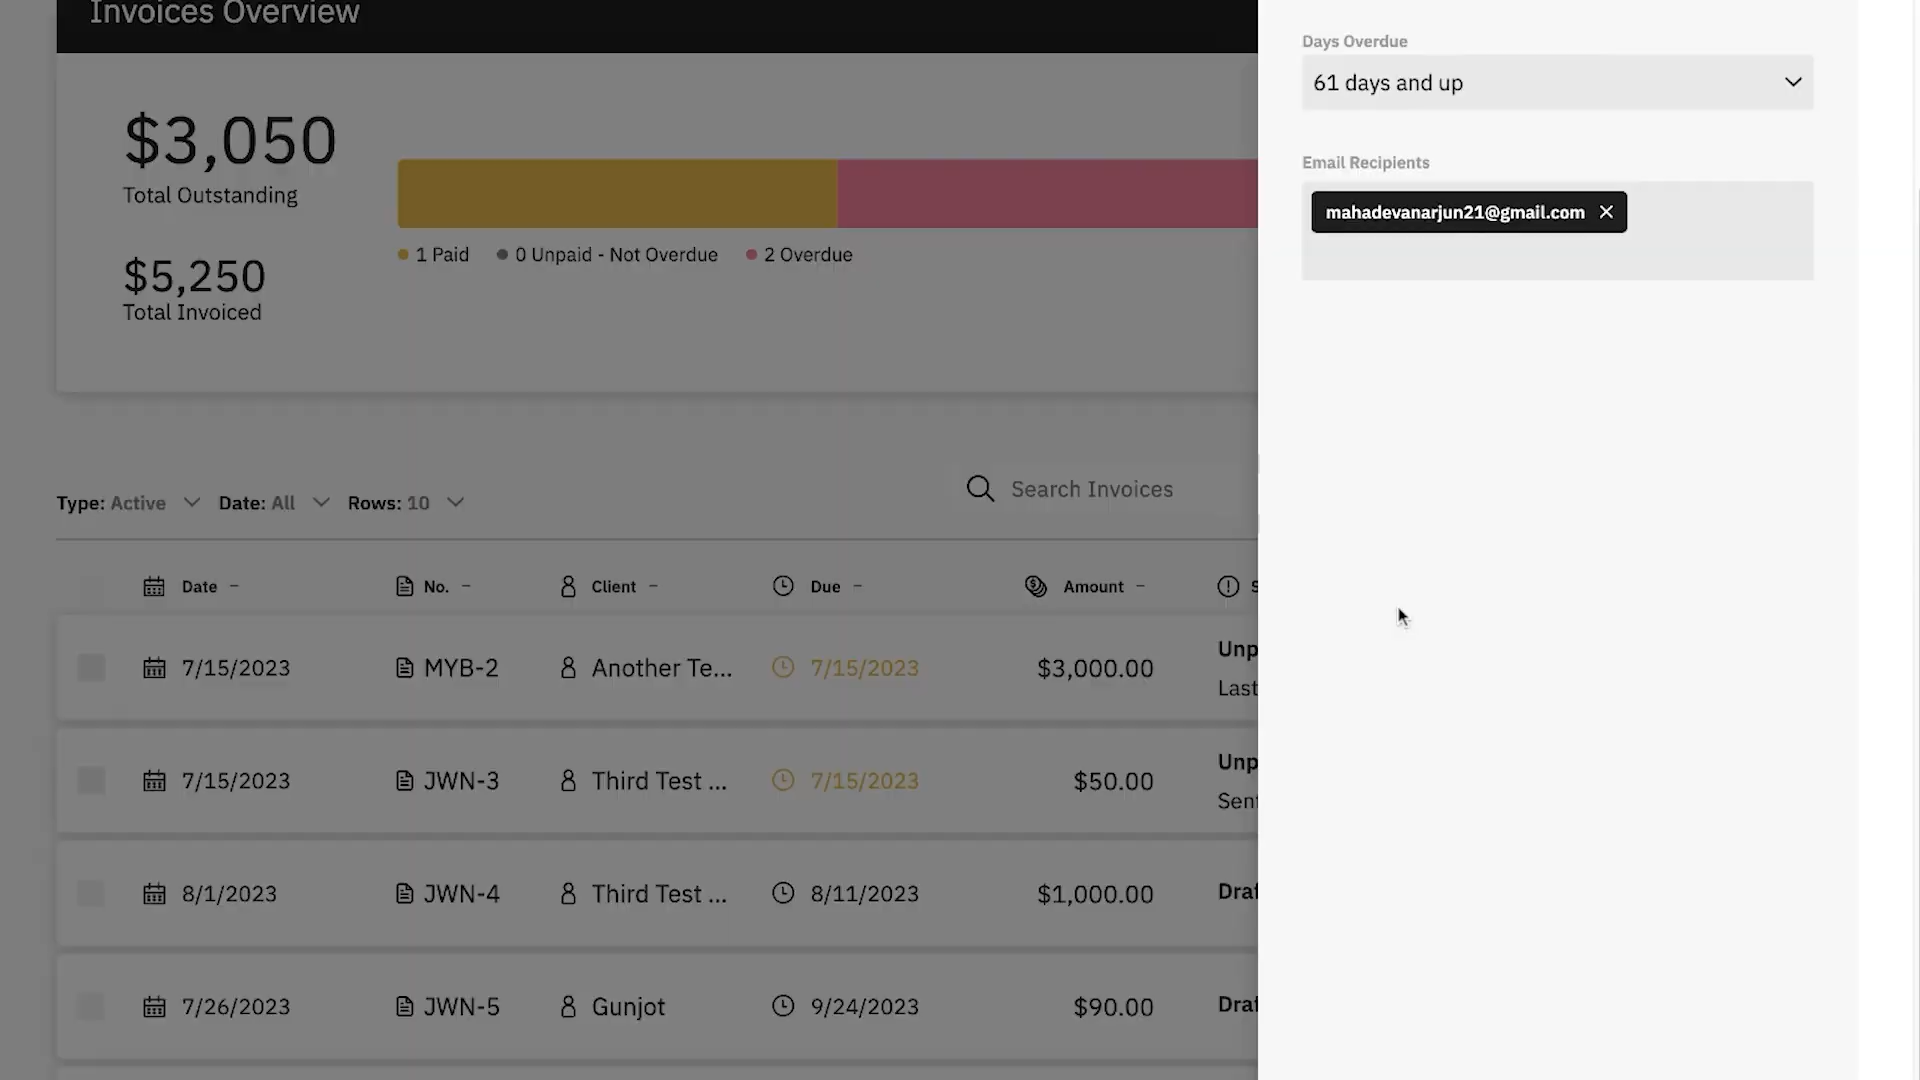 Invoices Overview
$3,050
Total Outstanding
$5,250
Total Invoiced
1 Paid 0 Unpaid - Not Overdue 2 Overdue
Type: Active Date: All Rows: 10
Search Invoices
Date No. Client Due Amount
7/15/2023 MYB-2 Another Te... 7/15/2023 $3,000.00 Unp
Last
7/15/2023 JWN-3 Third Test ... 7/15/2023 $50.00 Unp
Sent
8/1/2023 JWN-4 Third Test ... 8/11/2023 $1,000.00 Draf
7/26/2023 JWN-5 Gunjot 9/24/2023 $90.00 Draf
Days Overdue
61 days and up
Email Recipients
mahadevanarjun21@gmail.com